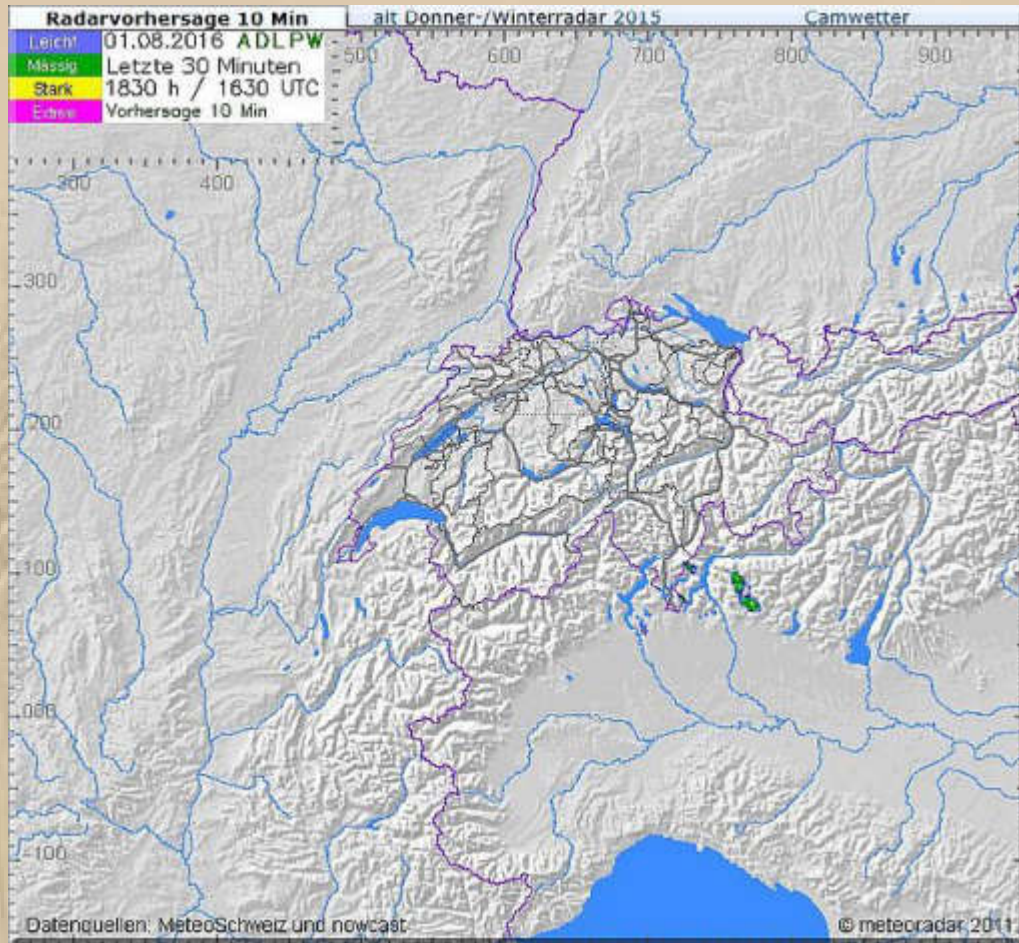 Radarvorhersage 10 Min
alt Donner-/Winterradar 2015
Camwetter
Leicht
01.08.2016 ADLPW
Mässig
Letzte 30 Minuten
Stark
1830 h / 1630 UTC
Extrem
Vorhersage 10 Min
500 600 700 800 900
300 400
300
200
100
000
-100
Datenquellen: MeteoSchweiz und nowcast
© meteoradar 2011